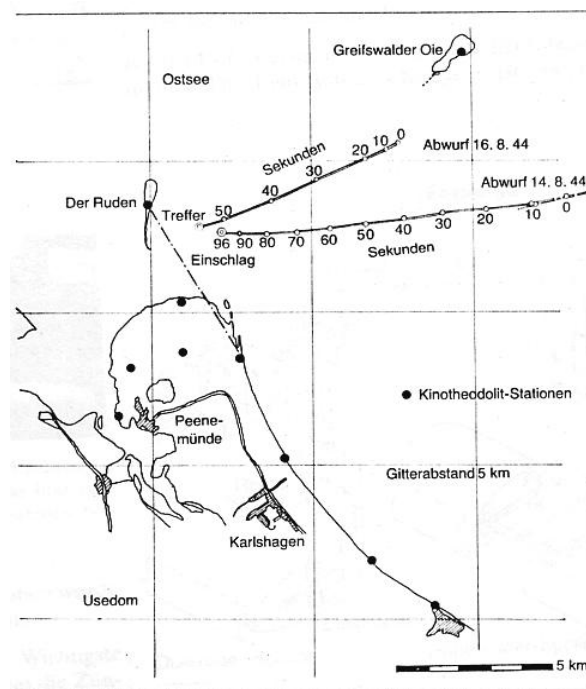 Greifswalder Oie
Ostsee
Sekunden
50 40 30 20 10 0
Abwurf 16. 8. 44
Der Ruden
Treffer
Abwurf 14. 8. 44
96 90 80 70 60 50 40 30 20 10 0
Einschlag
Sekunden
Kinotheodolit-Stationen
Peene-
münde
Gitterabstand 5 km
Karlshagen
Usedom
5 km